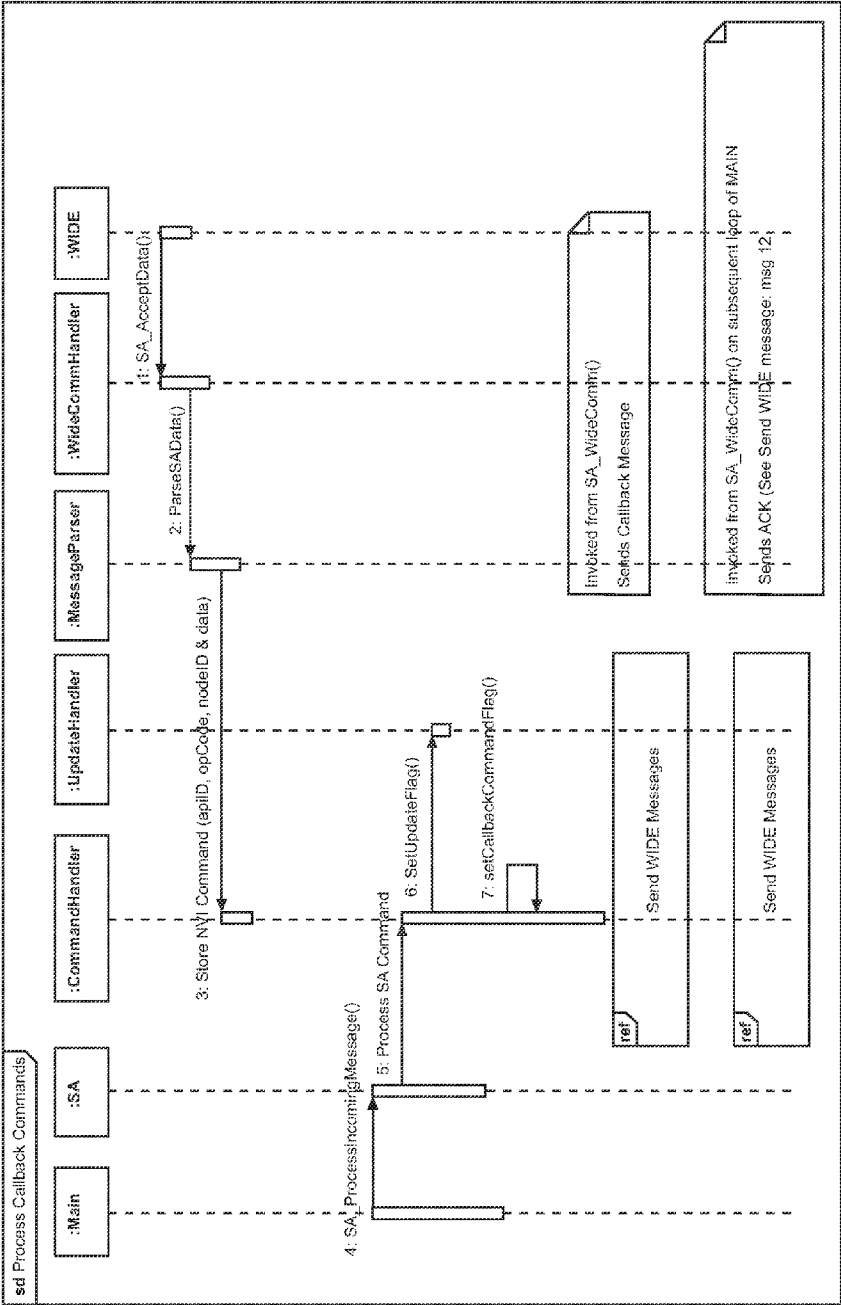 sd Process Callback Commands
:Main
:SA
:CommandHandler
:UpdateHandler
:MessageParser
:WideCommHandler
:WIDE
1: SA_AcceptData():
2: ParseSAData()
3: Store NVI Command (apiID, opCode, nodeID & data)
4: SA_ProcessIncomingMessage()
5: Process SA Command
6: SetUpdateFlag()
7: setCallbackCommandFlag()
ref
Send WIDE Messages
Invoked from SA_WideComm()
Sends Callback Message
ref
Send WIDE Messages
Invoked from SA_WideComm() on subsequent loop of MAIN
Sends ACK (See Send WIDE message: msg 12